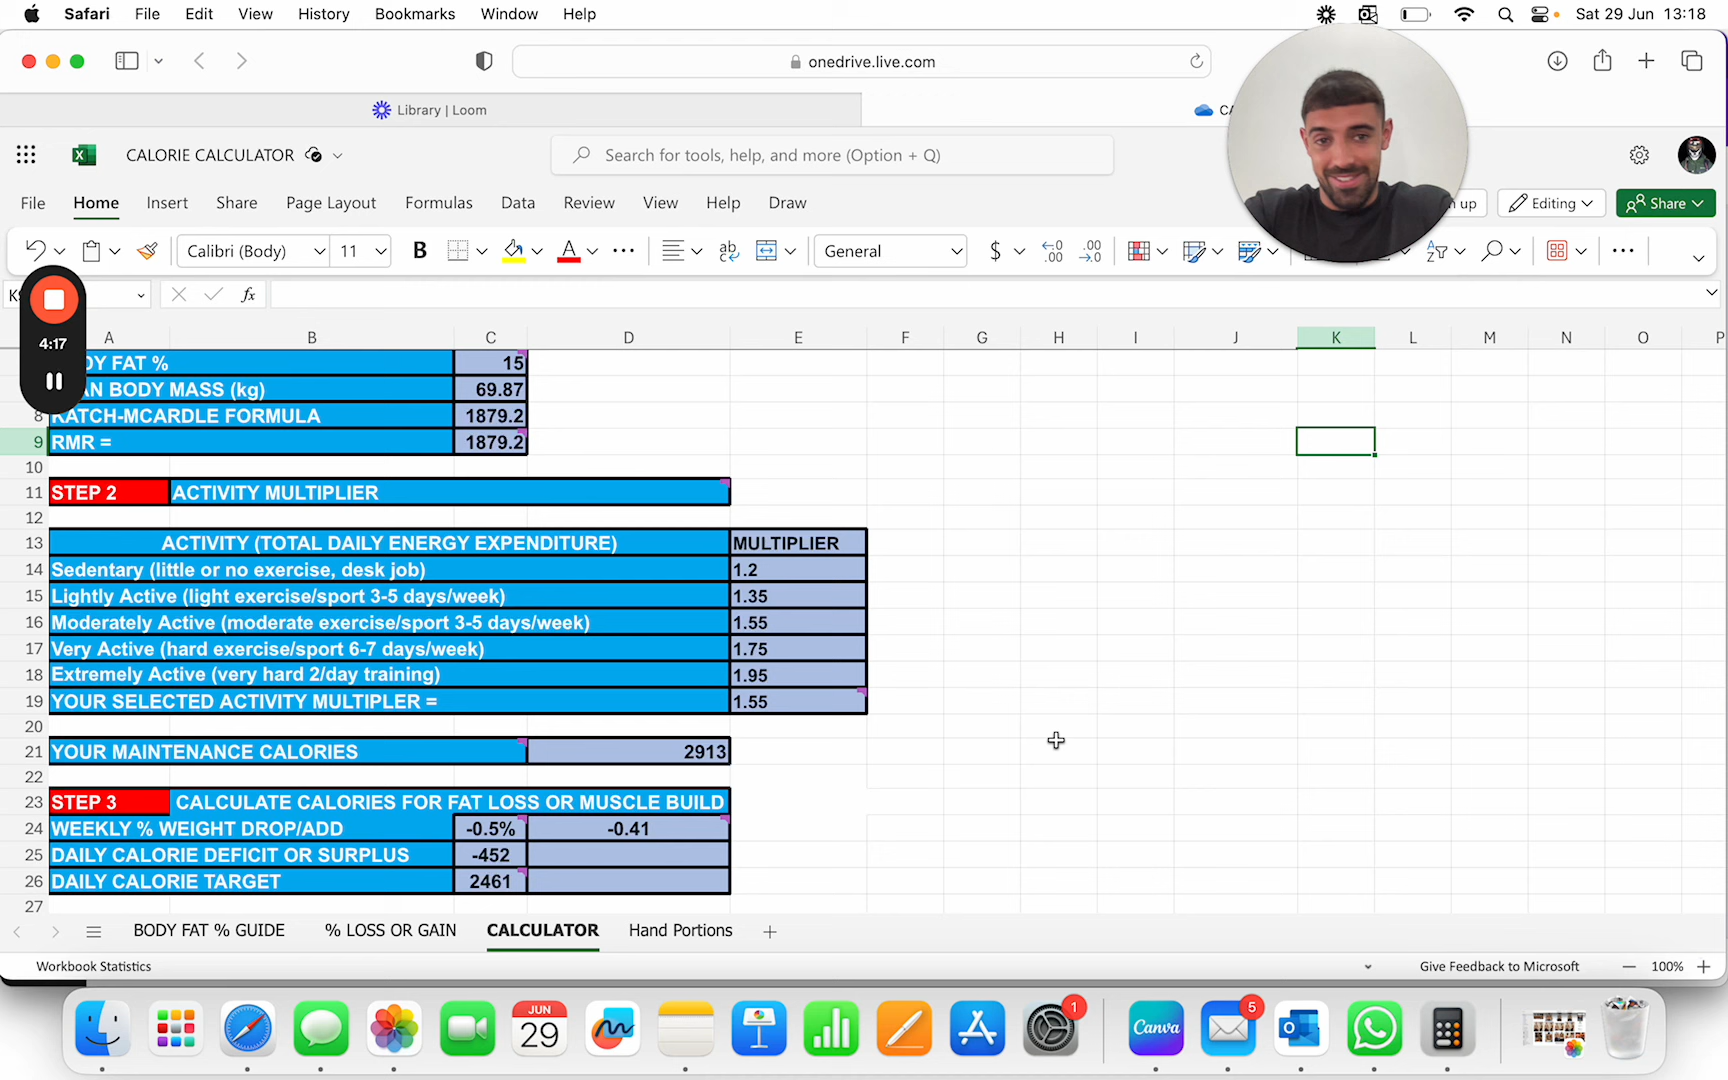 Safari File Edit View History Bookmarks Window Help Sat 29 Jun 13:18
onedrive.live.com
Library | Loom
CALORIE CALCULATOR Search for tools, help, and more (Option + Q)
File Home Insert Share Page Layout Formulas Data Review View Help Draw up Editing Share
Calibri (Body) 11 B A ... ab General $ .00 .00 ...
fx
4:17
A B C D E F G H I J K L M N O P
DY FAT % 15
AN BODY MASS (kg) 69.87
8 KATCH-MCARDLE FORMULA 1879.2
9 RMR = 1879.2
10
11 STEP 2 ACTIVITY MULTIPLIER
12
13 ACTIVITY (TOTAL DAILY ENERGY EXPENDITURE) MULTIPLIER
14 Sedentary (little or no exercise, desk job) 1.2
15 Lightly Active (light exercise/sport 3-5 days/week) 1.35
16 Moderately Active (moderate exercise/sport 3-5 days/week) 1.55
17 Very Active (hard exercise/sport 6-7 days/week) 1.75
18 Extremely Active (very hard 2/day training) 1.95
19 YOUR SELECTED ACTIVITY MULTIPLER = 1.55
20
21 YOUR MAINTENANCE CALORIES 2913
22
23 STEP 3 CALCULATE CALORIES FOR FAT LOSS OR MUSCLE BUILD
24 WEEKLY % WEIGHT DROP/ADD -0.5% -0.41
25 DAILY CALORIE DEFICIT OR SURPLUS -452
26 DAILY CALORIE TARGET 2461
27
BODY FAT % GUIDE % LOSS OR GAIN CALCULATOR Hand Portions
Workbook Statistics Give Feedback to Microsoft 100%
JUN
29
1
Canva
5